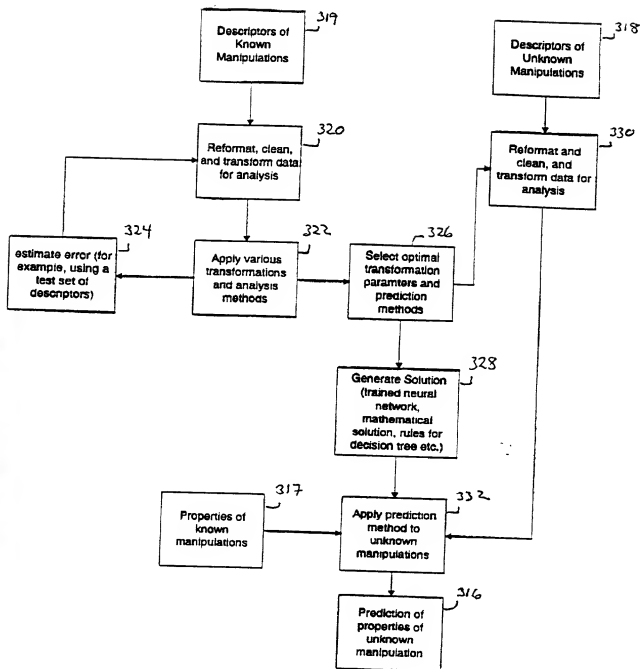 319
Descriptors of
Known
Manipulations
318
Descriptors of
Unknown
Manipulations
320
Reformat, clean,
and transform data
for analysis
330
Reformat and
clean, and
transform data for
analysis
324
estimate error (for
example, using a
test set of
descriptors)
322
Apply various
transformations
and analysis
methods
326
Select optimal
transformation
paramters and
prediction
methods
328
Generate Solution
(trained neural
network,
mathematical
solution, rules for
decision tree etc.)
317
Properties of
known
manipulations
332
Apply prediction
method to
unknown
manipulations
316
Prediction of
properties of
unknown
manipulation